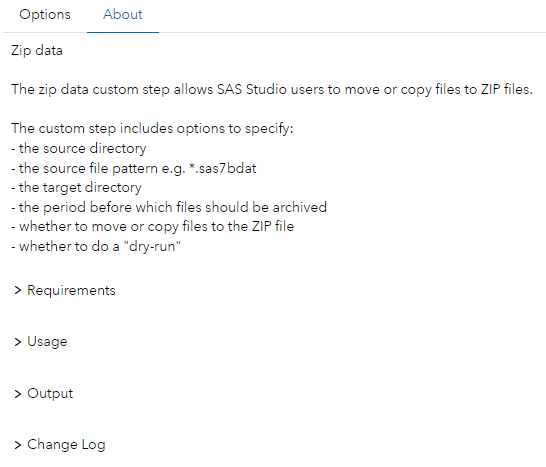 Options About
Zip data
The zip data custom step allows SAS Studio users to move or copy files to ZIP files.
The custom step includes options to specify:
- the source directory
- the source file pattern e.g. *.sas7bdat
- the target directory
- the period before which files should be archived
- whether to move or copy files to the ZIP file
- whether to do a "dry-run"
> Requirements
> Usage
> Output
> Change Log